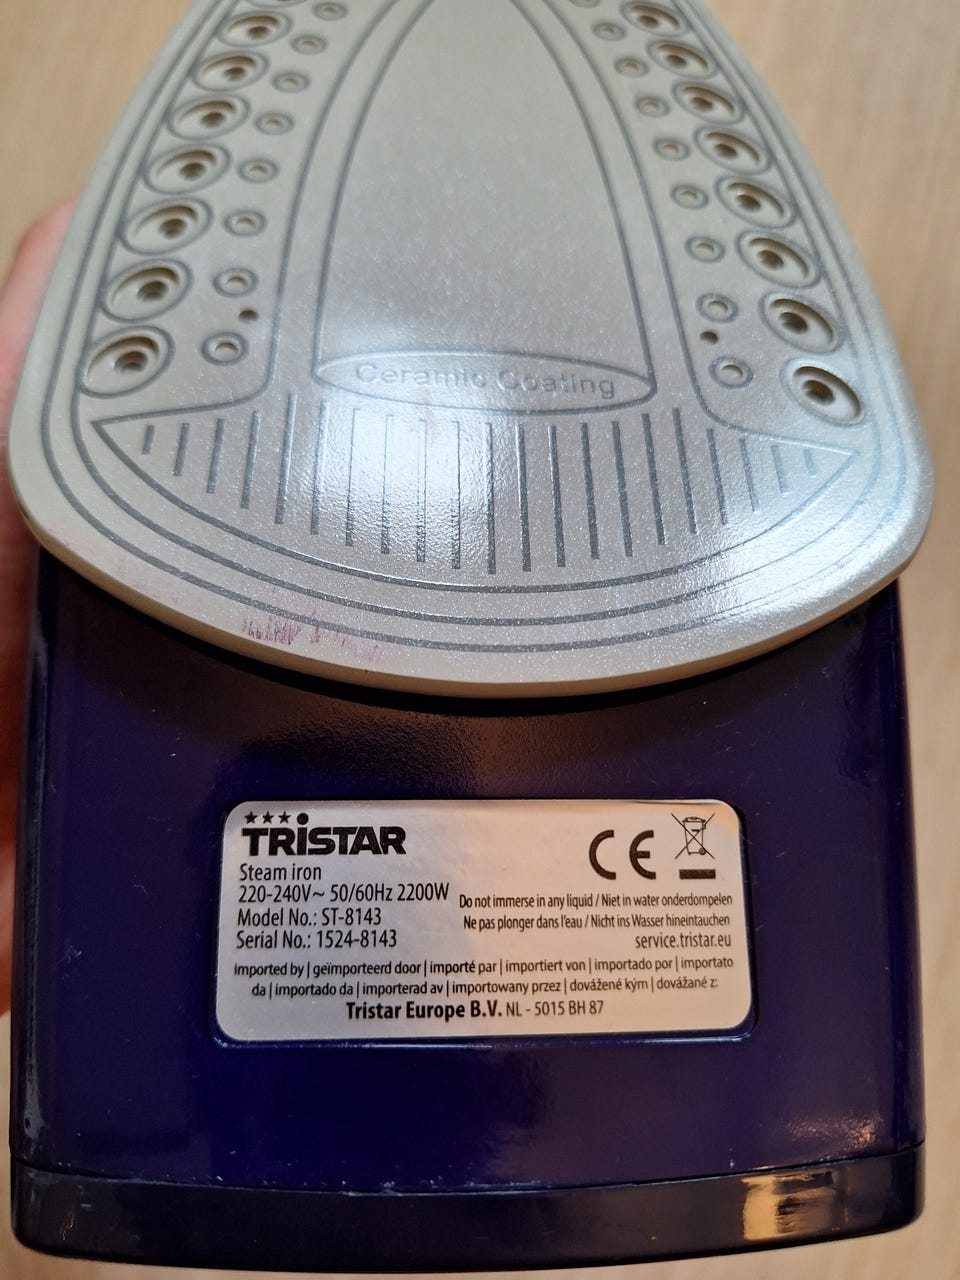 Ceramic Coating
TRISTAR
Steam iron
220-240V~ 50/60Hz 2200W
Model No.: ST-8143
Serial No.: 1524-8143
CE
Do not immerse in any liquid / Niet in water onderdompelen
Ne pas plonger dans l'eau / Nicht ins Wasser hineintauchen
service.tristar.eu
Imported by | geïmporteerd door | importé par | importiert von | importado por | importato
da | importado da | importerad av | importowany przez | dovážené kým | dovážané z:
Tristar Europe B.V. NL - 5015 BH 87